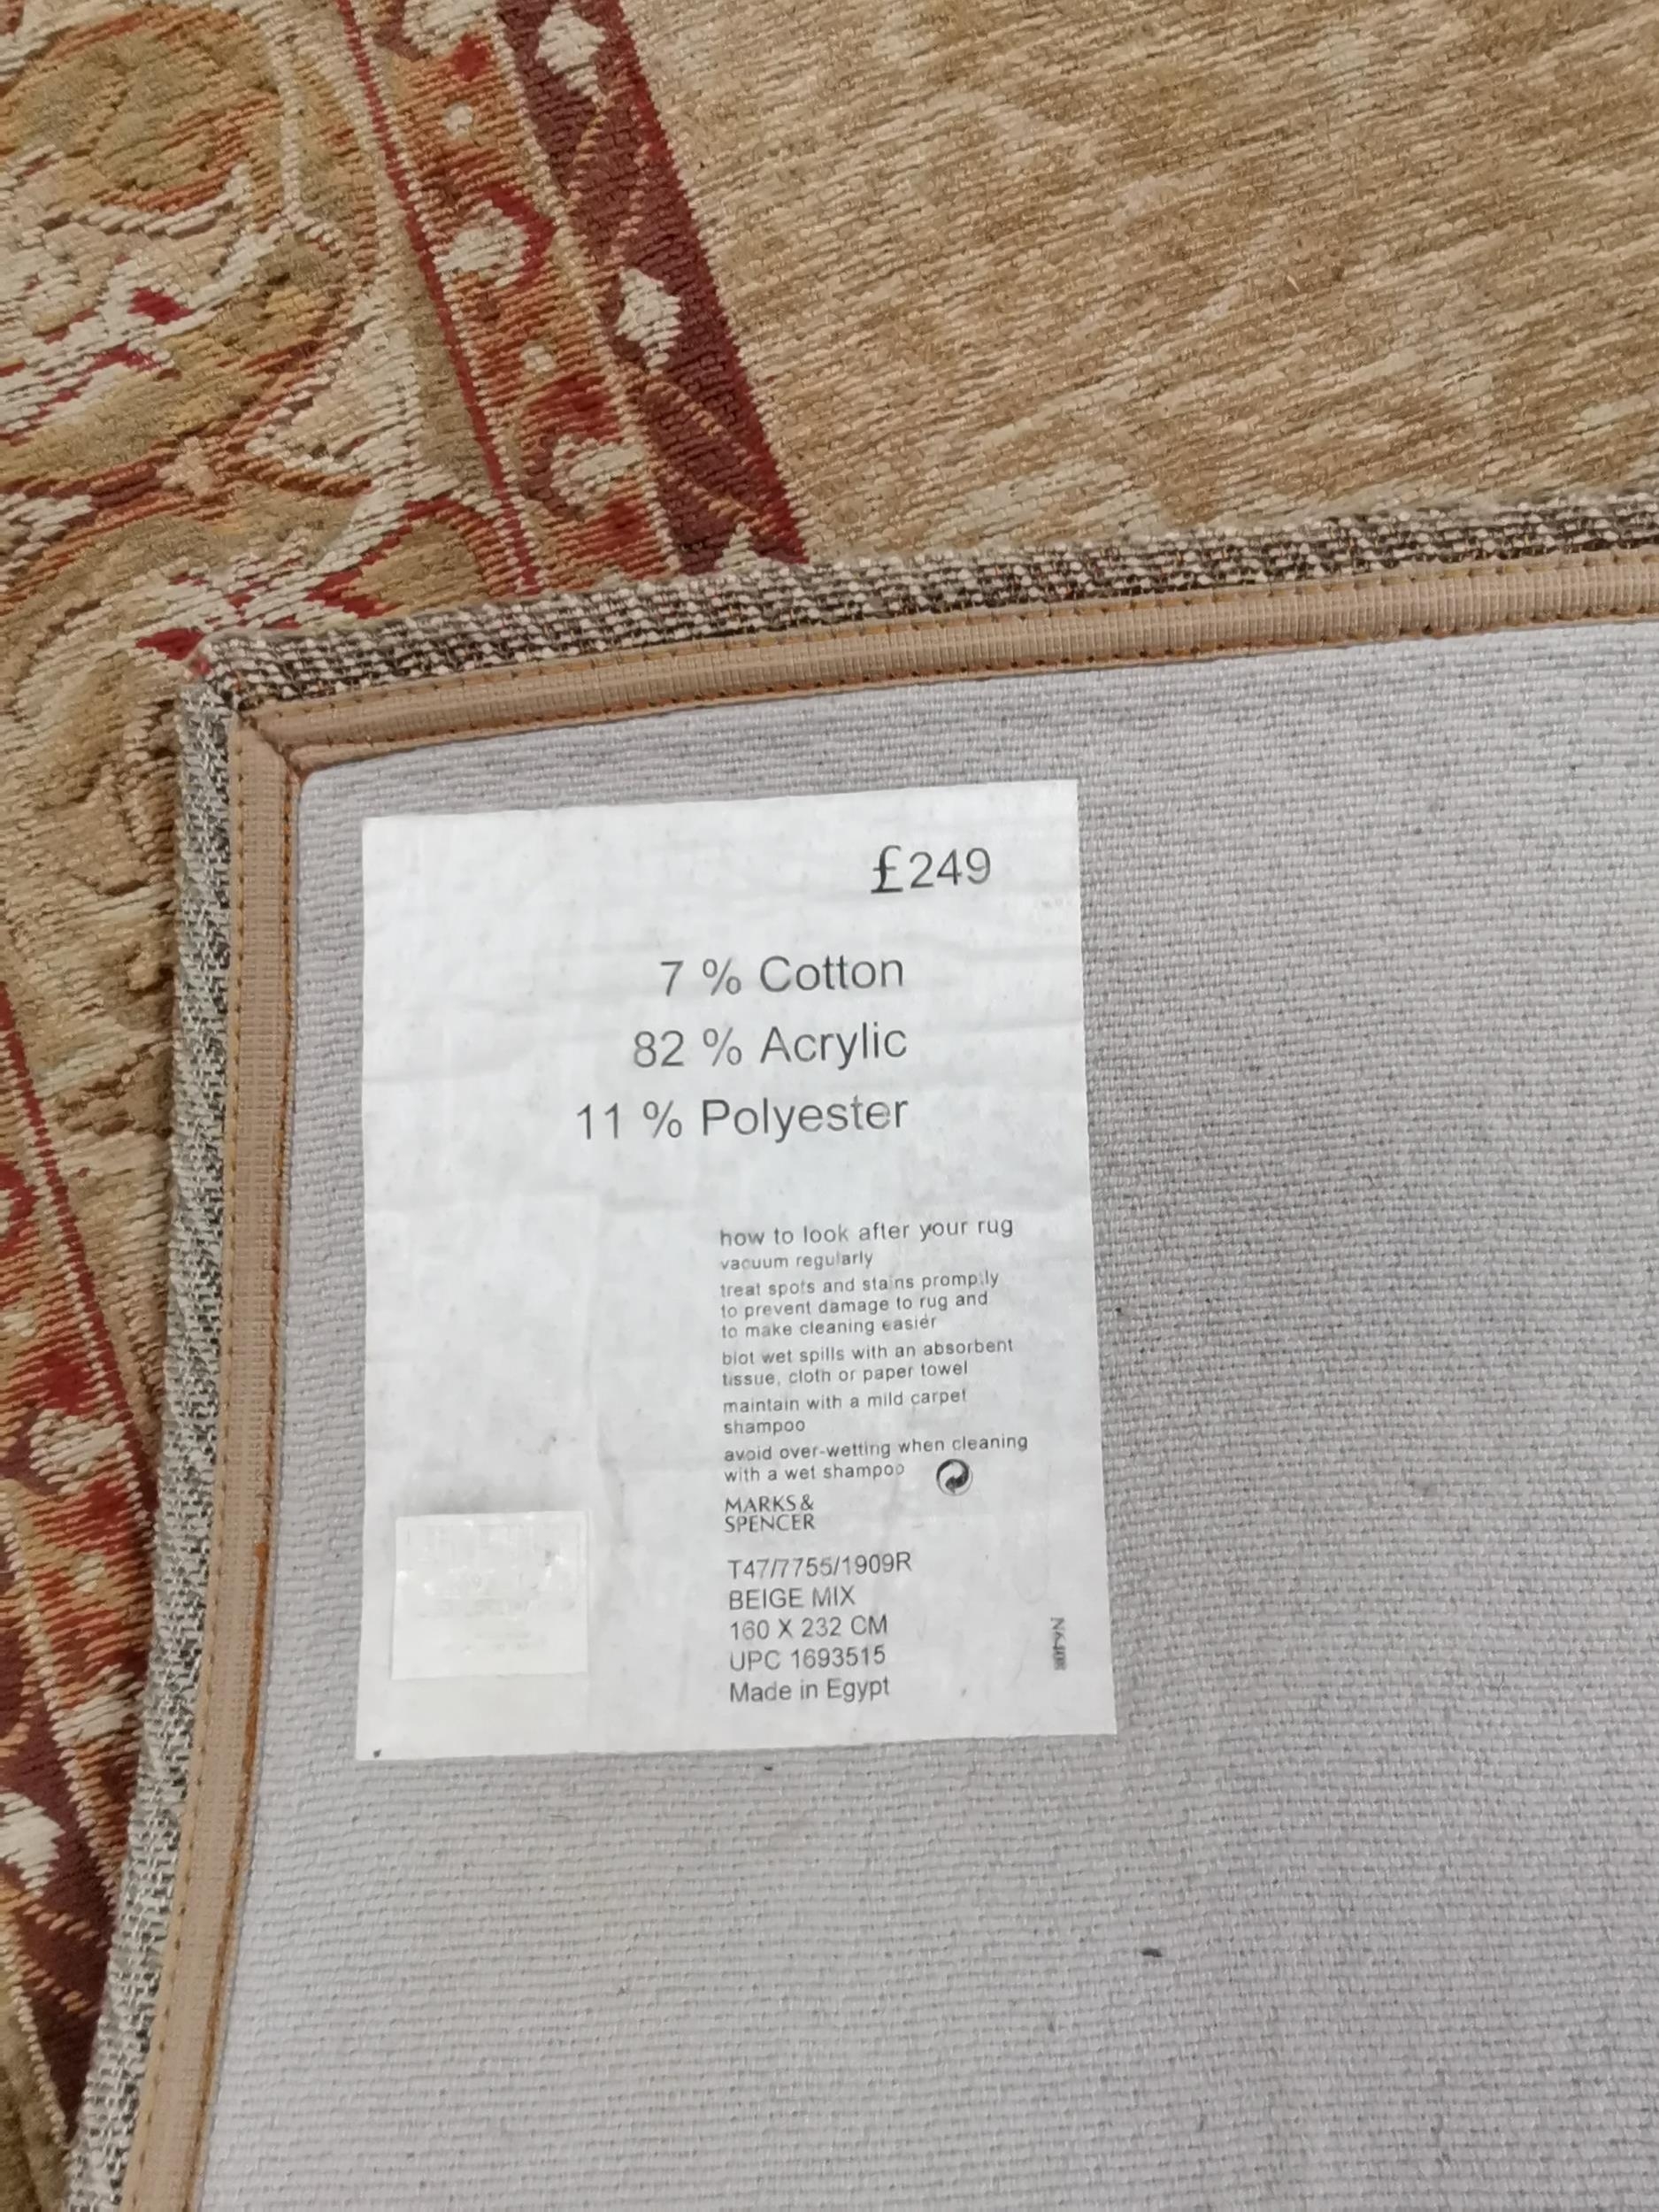 £249
7 % Cotton
82 % Acrylic
11 % Polyester
how to look after your rug
vacuum regularly
treat spots and stains promptly
to prevent damage to rug and
to make cleaning easier
blot wet spills with an absorbent
tissue, cloth or paper towel
maintain with a mild carpet
shampoo
avoid over-wetting when cleaning
with a wet shampoo
MARKS &
SPENCER
T47/7755/1909R
BEIGE MIX
160 X 232 CM
UPC 1693515
Made in Egypt